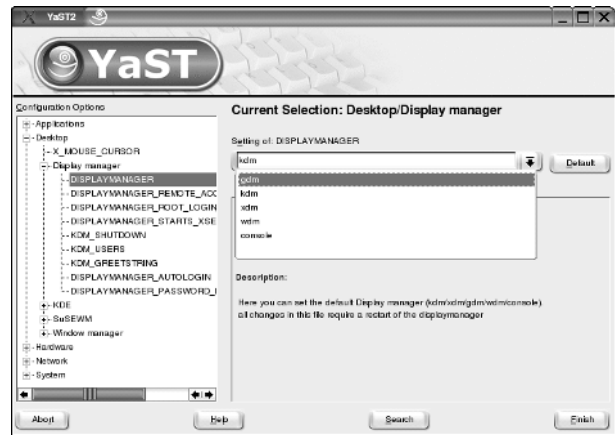 YaST2
YaST
Configuration Options
Applications
Desktop
X_MOUSE_CURSOR
Display manager
DISPLAYMANAGER
DISPLAYMANAGER_REMOTE_ACC
DISPLAYMANAGER_ROOT_LOGIN
DISPLAYMANAGER_STARTS_XSE
KDM_SHUTDOWN
KDM_USERS
KDM_GREETSTRING
DISPLAYMANAGER_AUTOLOGIN
DISPLAYMANAGER_PASSWORD_
KDE
SuSEWM
Window manager
Hardware
Network
System
Current Selection: Desktop/Display manager
Setting of: DISPLAYMANAGER
kdm
Default
gdm
kdm
xdm
wdm
console
Description:
Here you can set the default Display manager (kdm/xdm/gdm/wdm/console).
all changes in this file require a restart of the displaymanager
Abort
Help
Search
Finish